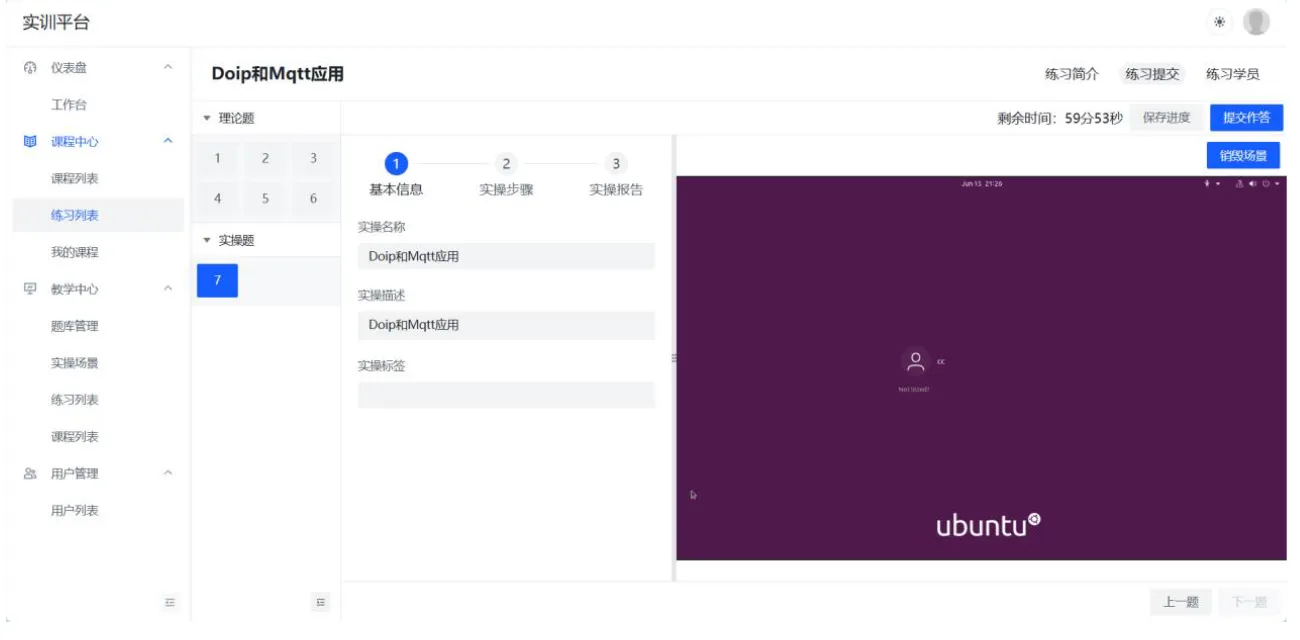 实训平台
仪表盘
工作台
课程中心
课程列表
练习列表
我的课程
教学中心
题库管理
实操场景
练习列表
课程列表
用户管理
用户列表
Doip和Mqtt应用
练习简介 练习提交 练习学员
理论题
1 2 3
4 5 6
实操题
7
剩余时间：59分53秒 保存进度 提交作答
销毁场景
1 2 3
基本信息 实操步骤 实操报告
实操名称
Doip和Mqtt应用
实操描述
Doip和Mqtt应用
实操标签
Jun 15 21:26
cc
Not listed?
ubuntu
上一题 下一题